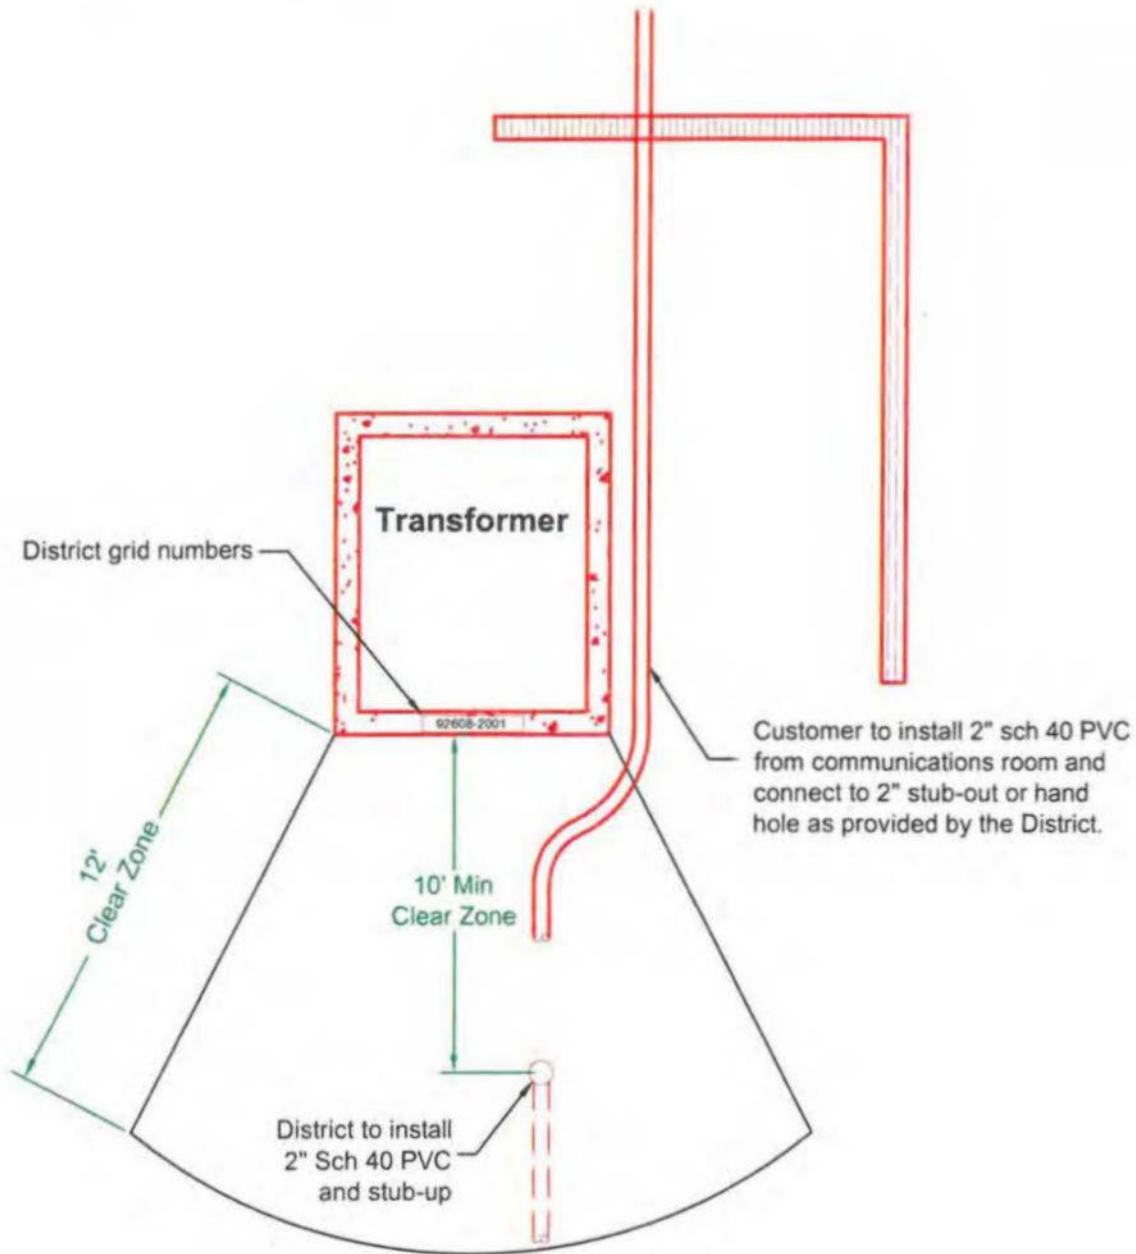 Transformer
District grid numbers
92608-2001
Customer to install 2" sch 40 PVC
from communications room and
connect to 2" stub-out or hand
hole as provided by the District.
12'
Clear Zone
10' Min
Clear Zone
District to install
2" Sch 40 PVC
and stub-up